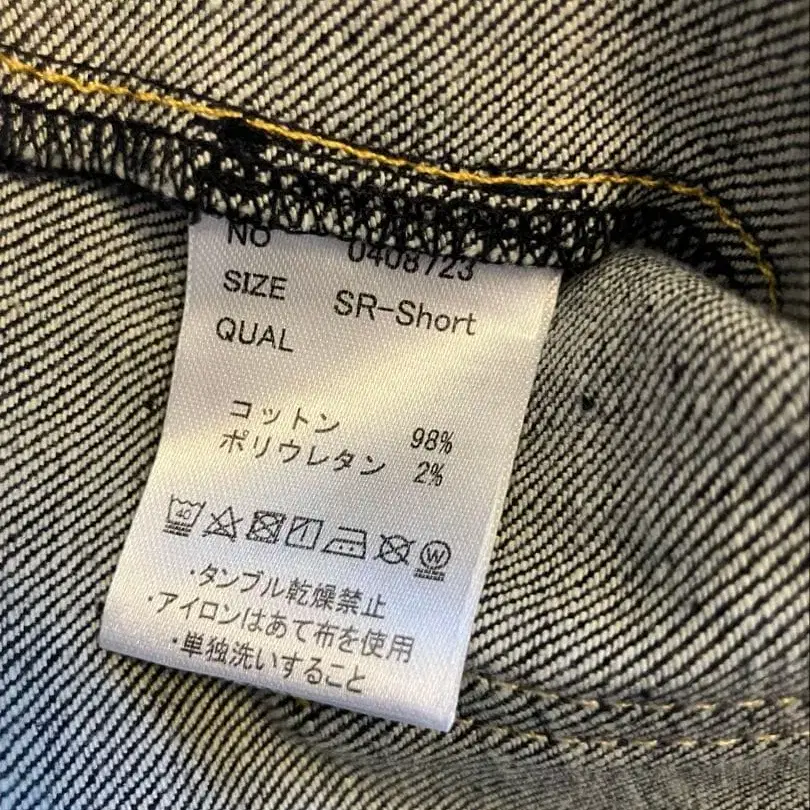 NO 0408723
SIZE SR-Short
QUAL
コットン 98%
ポリウレタン 2%
40 W
・タンブル乾燥禁止
・アイロンはあて布を使用
・単独洗いすること